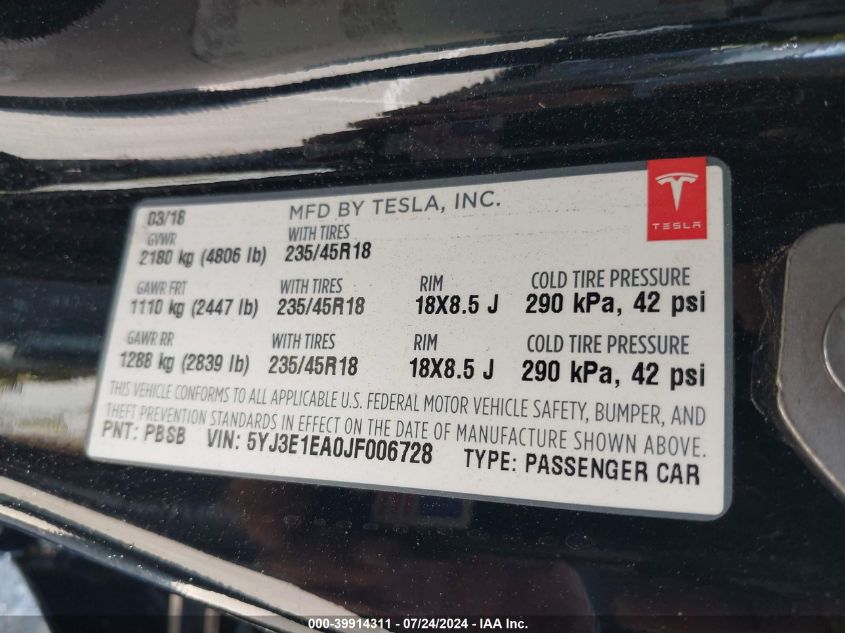 03/18 MFD BY TESLA, INC.
TESLA
GVWR WITH TIRES
2180 kg (4806 lb) 235/45R18
GAWR FRT WITH TIRES RIM COLD TIRE PRESSURE
1110 kg (2447 lb) 235/45R18 18X8.5 J 290 kPa, 42 psi
GAWR RR WITH TIRES RIM COLD TIRE PRESSURE
1288 kg (2839 lb) 235/45R18 18X8.5 J 290 kPa, 42 psi
THIS VEHICLE CONFORMS TO ALL APPLICABLE U.S. FEDERAL MOTOR VEHICLE SAFETY, BUMPER, AND
THEFT PREVENTION STANDARDS IN EFFECT ON THE DATE OF MANUFACTURE SHOWN ABOVE.
PNT: PBSB VIN: 5YJ3E1EA0JF006728 TYPE: PASSENGER CAR
000-39914311 - 07/24/2024 - IAA Inc.